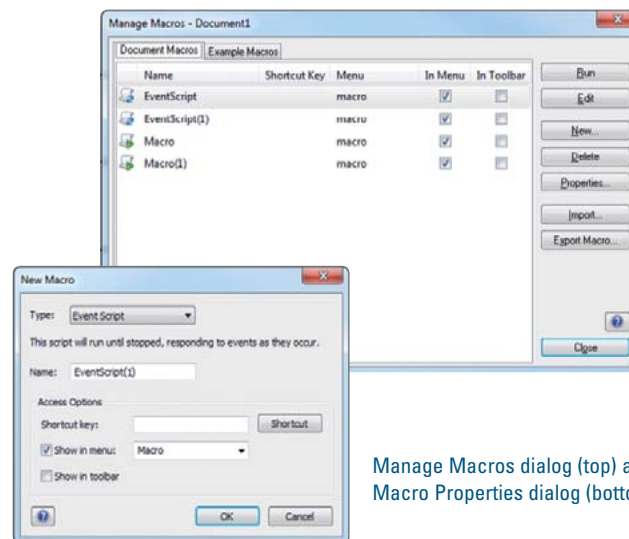 Manage Macros - Document1
Document Macros Example Macros
Name Shortcut Key Menu In Menu In Toolbar
EventScript macro
EventScript(1) macro
Macro macro
Macro(1) macro
Run
Edit
New...
Delete
Properties...
Import...
Export Macro...
Close
New Macro
Type: Event Script
This script will run until stopped, responding to events as they occur.
Name: EventScript(1)
Access Options
Shortcut key: Shortcut
Show in menu: Macro
Show in toolbar
OK Cancel
Manage Macros dialog (top) a
Macro Properties dialog (botto